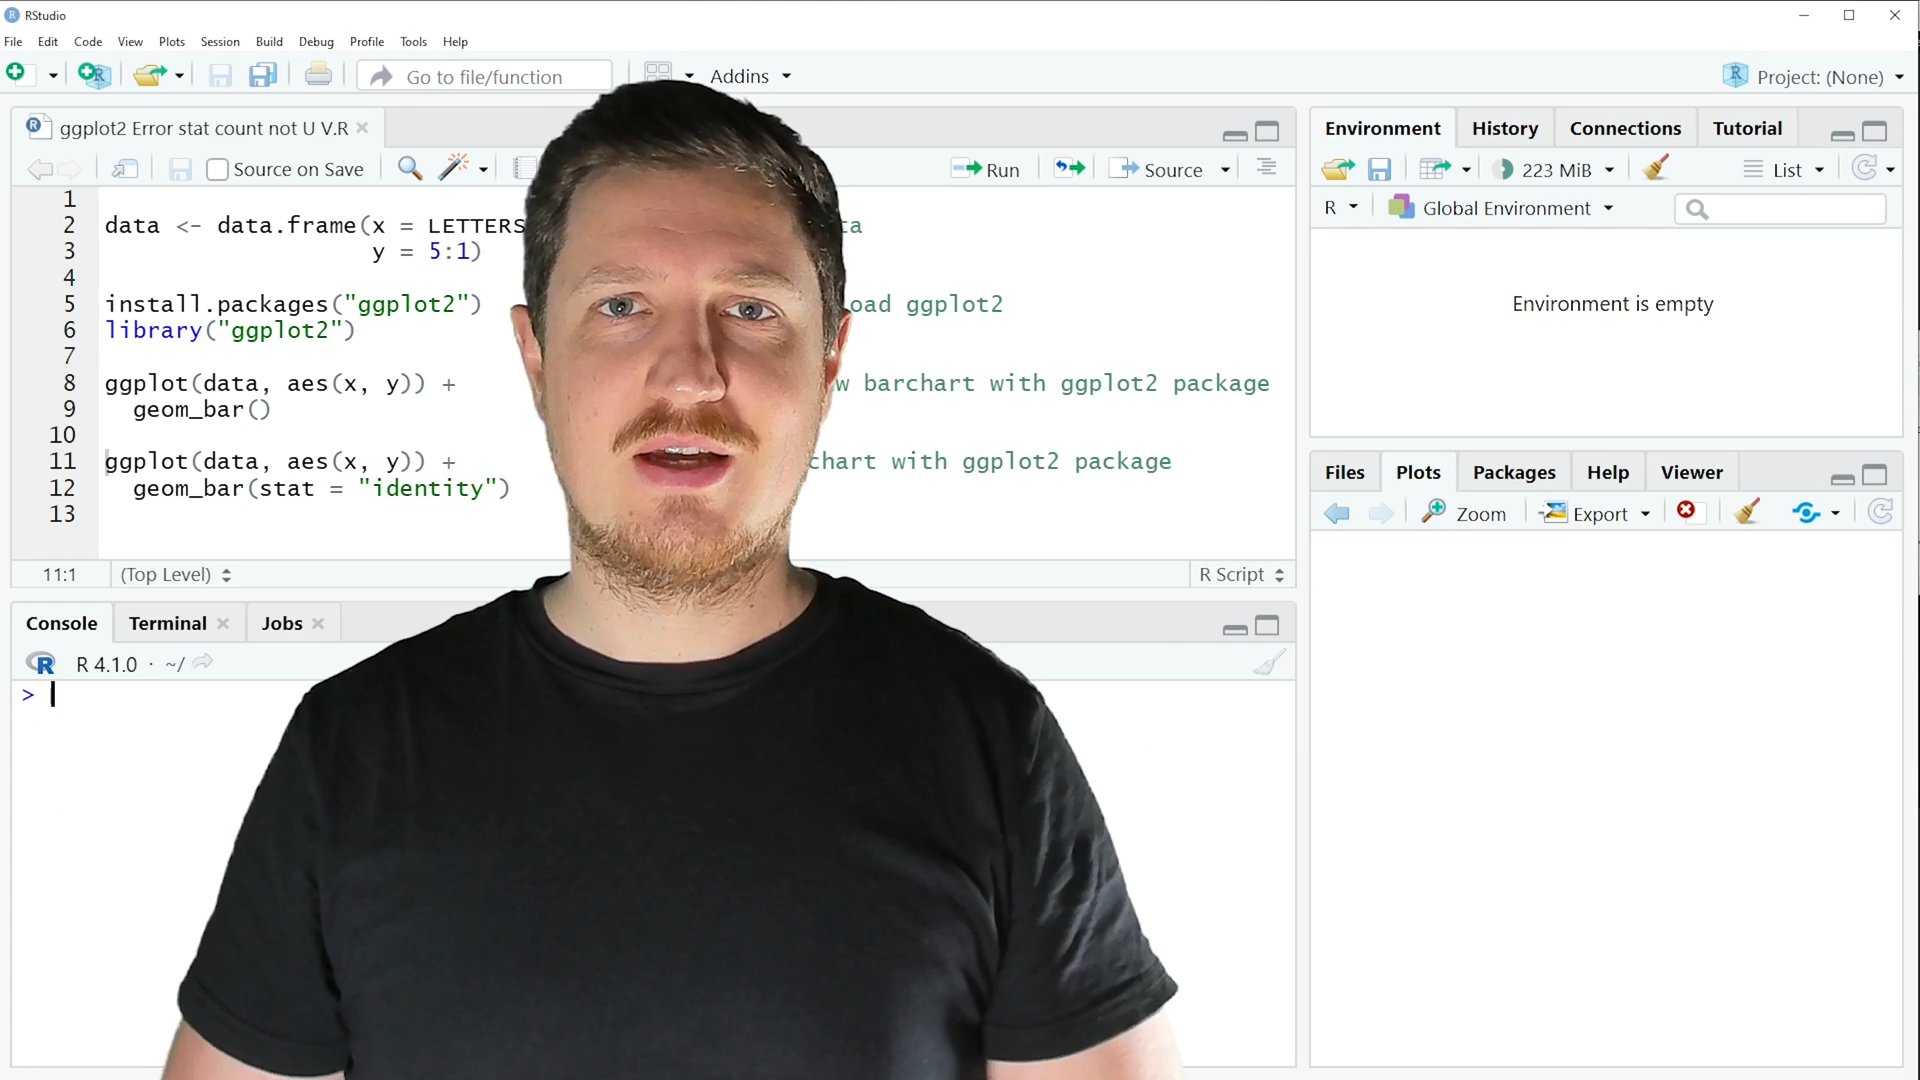 RStudio
File Edit Code View Plots Session Build Debug Profile Tools Help
Go to file/function Addins Project: (None)
ggplot2 Error stat count not U V.R
Source on Save Run Source
1
2 data <- data.frame(x = LETTERS
3 y = 5:1)
4
5 install.packages("ggplot2") ggplot2
6 library("ggplot2")
7
8 ggplot(data, aes(x, y)) + barchart with ggplot2 package
9 geom_bar()
10
11 ggplot(data, aes(x, y)) + with ggplot2 package
12 geom_bar(stat = "identity")
13
11:1 (Top Level) R Script
Console Terminal Jobs
R 4.1.0 · ~/
>
Environment History Connections Tutorial
223 MiB List
R Global Environment
Environment is empty
Files Plots Packages Help Viewer
Zoom Export